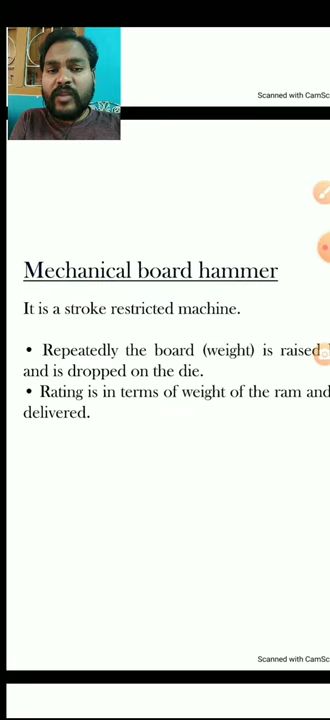 Scanned with CamSc
Mechanical board hammer
It is a stroke restricted machine.
• Repeatedly the board (weight) is raised
and is dropped on the die.
• Rating is in terms of weight of the ram and
delivered.
Scanned with CamSc